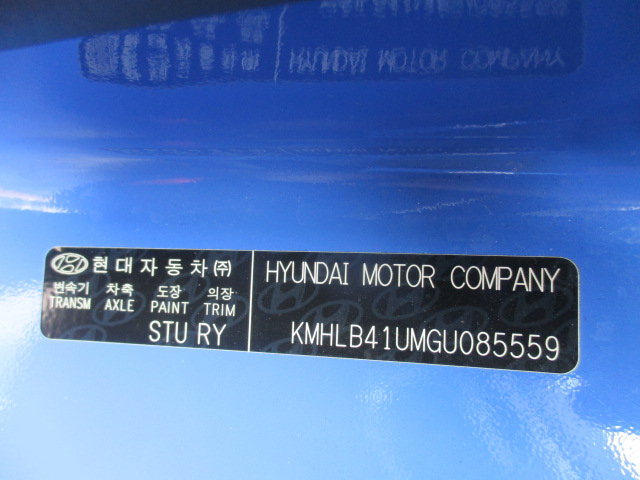 현대자동차(주)
변속기 차축 도장 의장
TRANSM AXLE PAINT TRIM
STU RY
HYUNDAI MOTOR COMPANY
KMHLB41UMGU085559